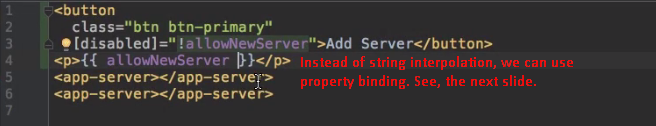 1 <button
2 class="btn btn-primary"
3 [disabled]="!allowNewServer">Add Server</button>
4 <p>{{ allowNewServer }}</p> Instead of string interpolation, we can use
5 <app-server></app-server> property binding. See, the next slide.
6 <app-server></app-server>
7